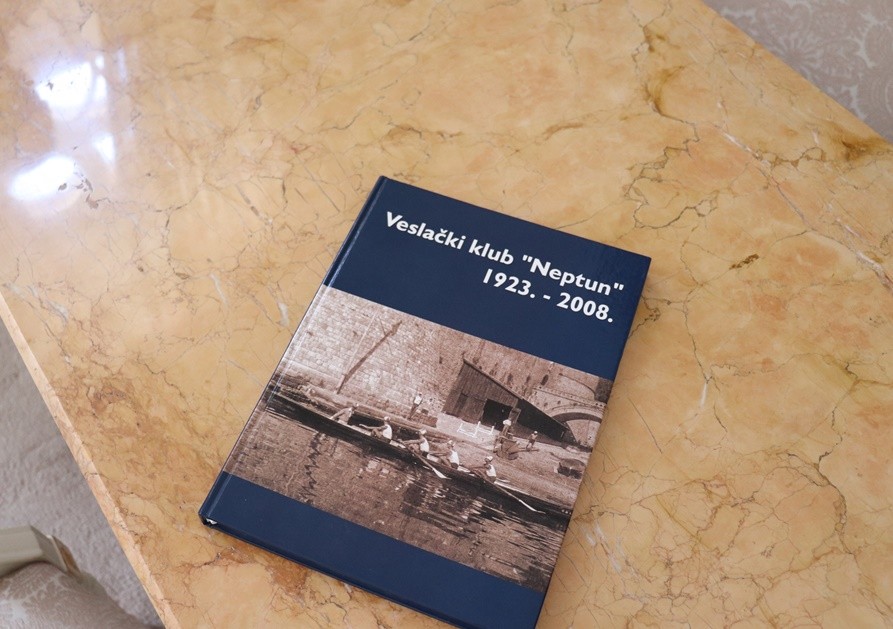 Veslački klub "Neptun"
1923. - 2008.